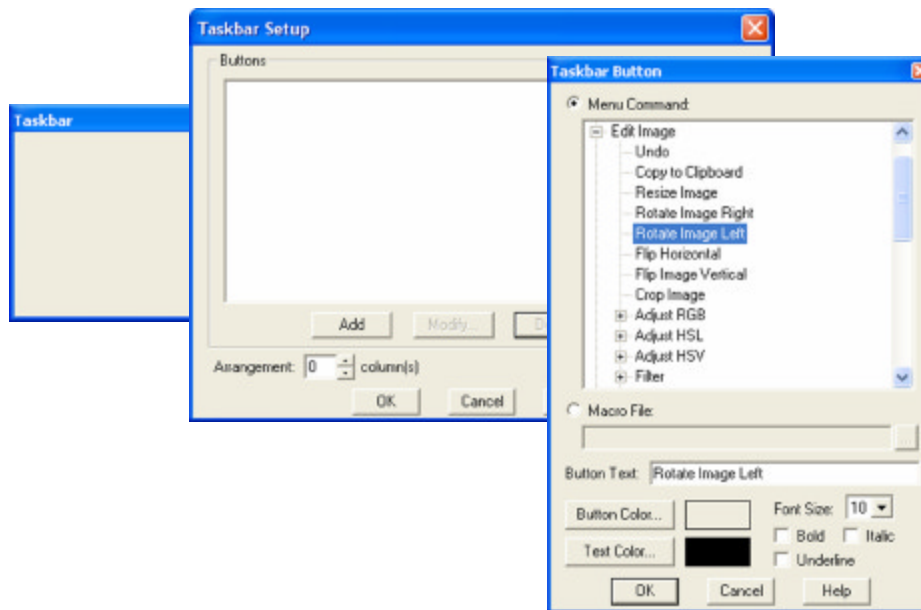 Taskbar Setup
Buttons
Taskbar
Add
Modify...
Arrangement: 0 column(s)
OK Cancel
Taskbar Button
Menu Command:
Edit Image
Undo
Copy to Clipboard
Resize Image
Rotate Image Right
Rotate Image Left
Flip Horizontal
Flip Image Vertical
Crop Image
Adjust RGB
Adjust HSL
Adjust HSV
Filter
Macro File:
...
Button Text: Rotate Image Left
Button Color... Font Size: 10
Bold Italic
Text Color... Underline
OK Cancel Help